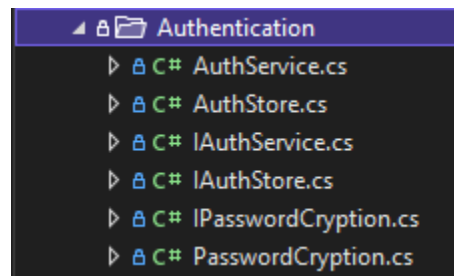 Authentication
C# AuthService.cs
C# AuthStore.cs
C# IAuthService.cs
C# IAuthStore.cs
C# IPasswordCryption.cs
C# PasswordCryption.cs